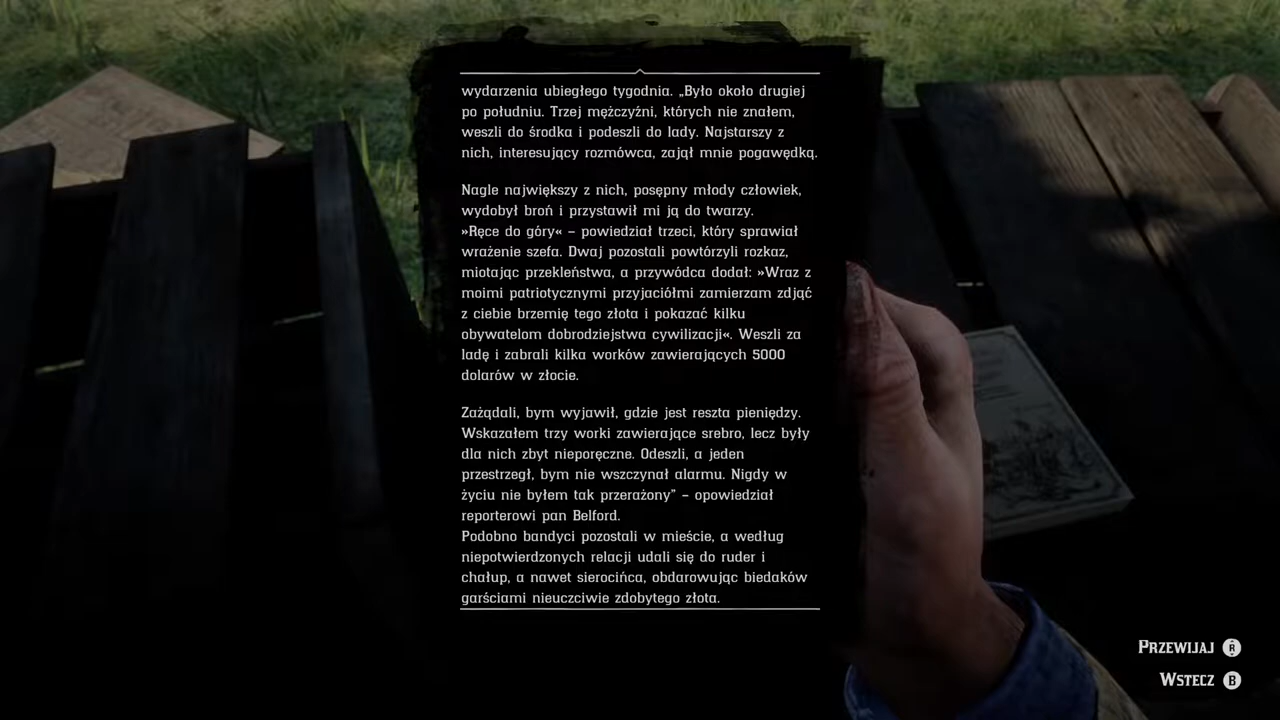 wydarzenia ubiegłego tygodnia. „Było około drugiej
po południu. Trzej mężczyźni, których nie znałem,
weszli do środka i podeszli do lady. Najstarszy z
nich, interesujący rozmówca, zajął mnie pogawędką.
Nagle największy z nich, posępny młody człowiek,
wydobył broń i przystawił mi ją do twarzy.
»Ręce do góry« – powiedział trzeci, który sprawiał
wrażenie szefa. Dwaj pozostali powtórzyli rozkaz,
miotając przekleństwa, a przywódca dodał: »Wraz z
moimi patriotycznymi przyjaciółmi zamierzam zdjąć
z ciebie brzemię tego złota i pokazać kilku
obywatelom dobrodziejstwa cywilizacji«. Weszli za
ladę i zabrali kilka worków zawierających 5000
dolarów w złocie.
Zażądali, bym wyjawił, gdzie jest reszta pieniędzy.
Wskazałem trzy worki zawierające srebro, lecz były
dla nich zbyt nieporęczne. Odeszli, a jeden
przestrzegł, bym nie wszczynał alarmu. Nigdy w
życiu nie byłem tak przerażony” – opowiedział
reporterowi pan Belford.
Podobno bandyci pozostali w mieście, a według
niepotwierdzonych relacji udali się do ruder i
chałup, a nawet sierocińca, obdarowując biedaków
garściami nieuczciwie zdobytego złota.
Przewijaj R
Wstecz B